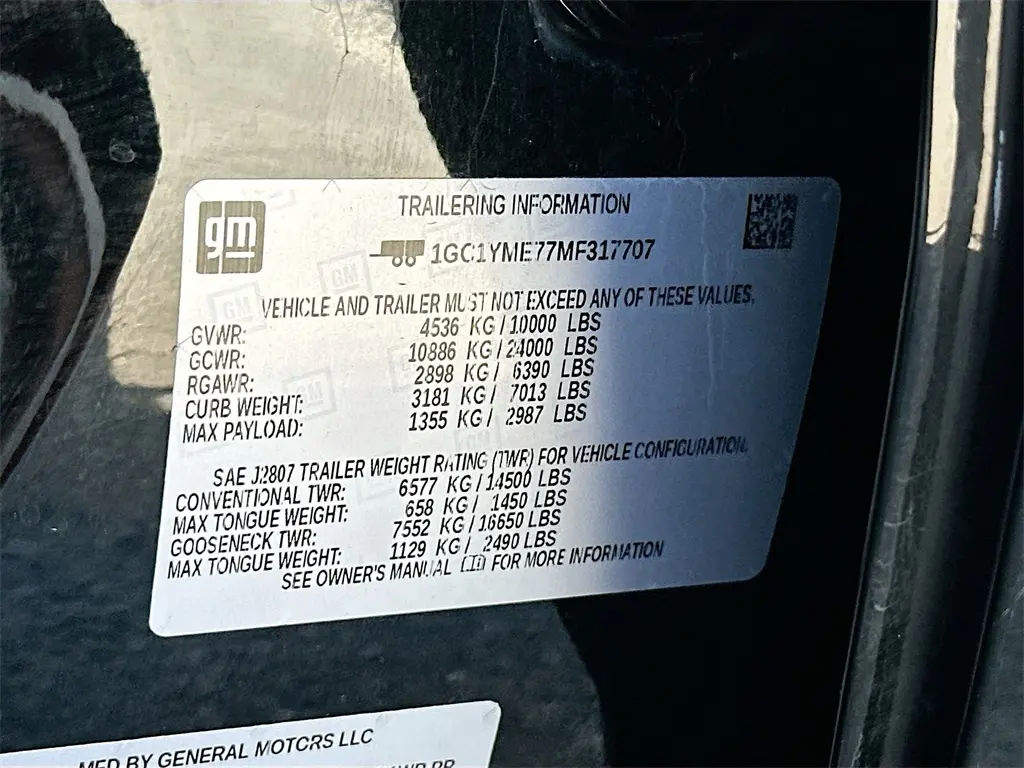 gm
TRAILERING INFORMATION
1GC1YME77MF317707
VEHICLE AND TRAILER MUST NOT EXCEED ANY OF THESE VALUES.
GVWR: 4536 KG / 10000 LBS
GCWR: 10886 KG / 24000 LBS
RGAWR: 2898 KG / 6390 LBS
CURB WEIGHT: 3181 KG / 7013 LBS
MAX PAYLOAD: 1355 KG / 2987 LBS
SAE J2807 TRAILER WEIGHT RATING (TWR) FOR VEHICLE CONFIGURATION.
CONVENTIONAL TWR: 6577 KG / 14500 LBS
MAX TONGUE WEIGHT: 658 KG / 1450 LBS
GOOSENECK TWR: 7552 KG / 16650 LBS
MAX TONGUE WEIGHT: 1129 KG / 2490 LBS
SEE OWNER'S MANUAL FOR MORE INFORMATION
MFD BY GENERAL MOTORS LLC